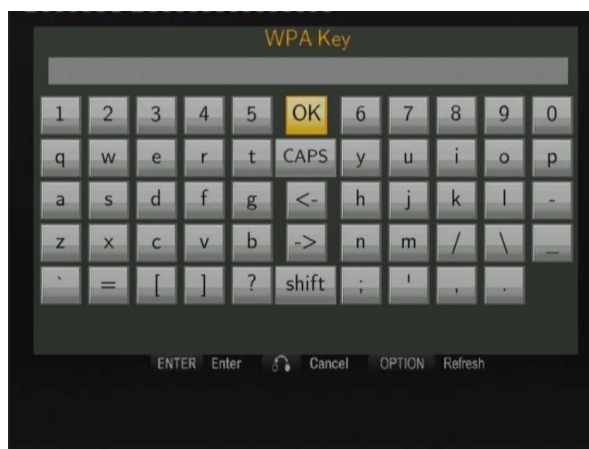 WPA Key
1 2 3 4 5 OK 6 7 8 9 0
q w e r t CAPS y u i o p
a s d f g <- h j k l -
z x c v b -> n m / \ _
` = [ ] ? shift ; ' , .
ENTER Enter Cancel OPTION Refresh